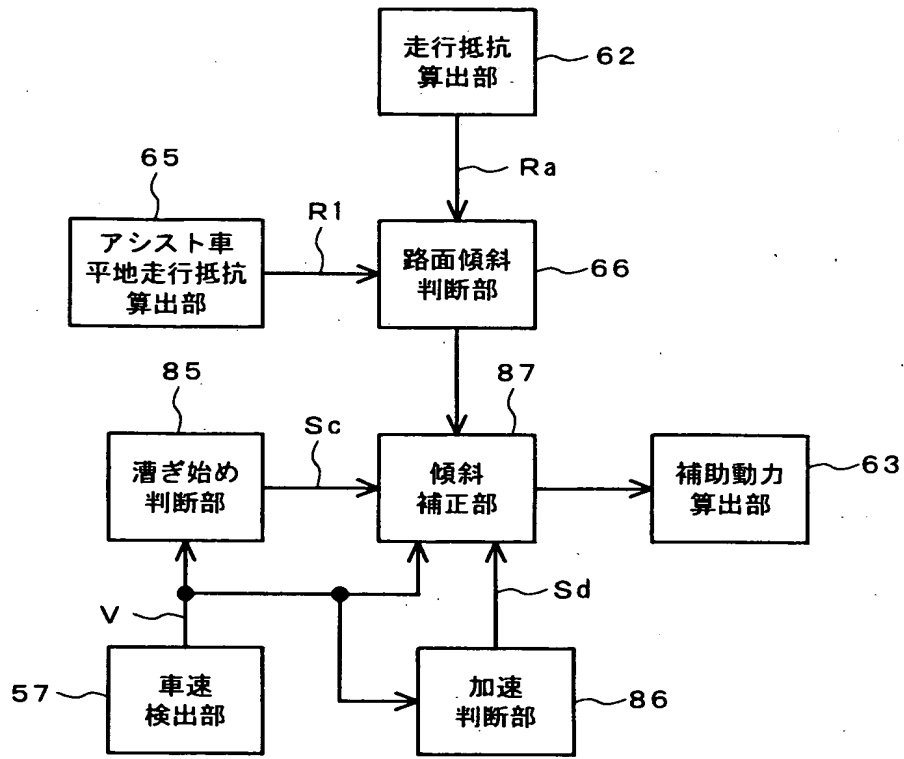 走行抵抗
算出部
62
Ra
65
アシスト車
平地走行抵抗
算出部
R1
路面傾斜
判断部
66
85
漕ぎ始め
判断部
Sc
87
傾斜
補正部
補助動力
算出部
63
V
Sd
57
車速
検出部
加速
判断部
86